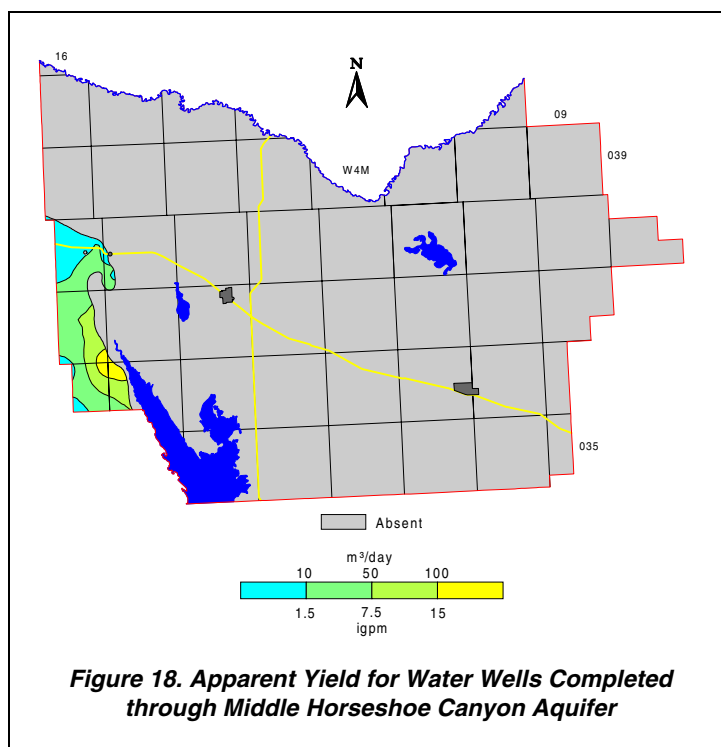 16
N
09
039
W4M
035
Absent
m³/day
10 50 100
1.5 7.5 15
igpm
Figure 18. Apparent Yield for Water Wells Completed
through Middle Horseshoe Canyon Aquifer